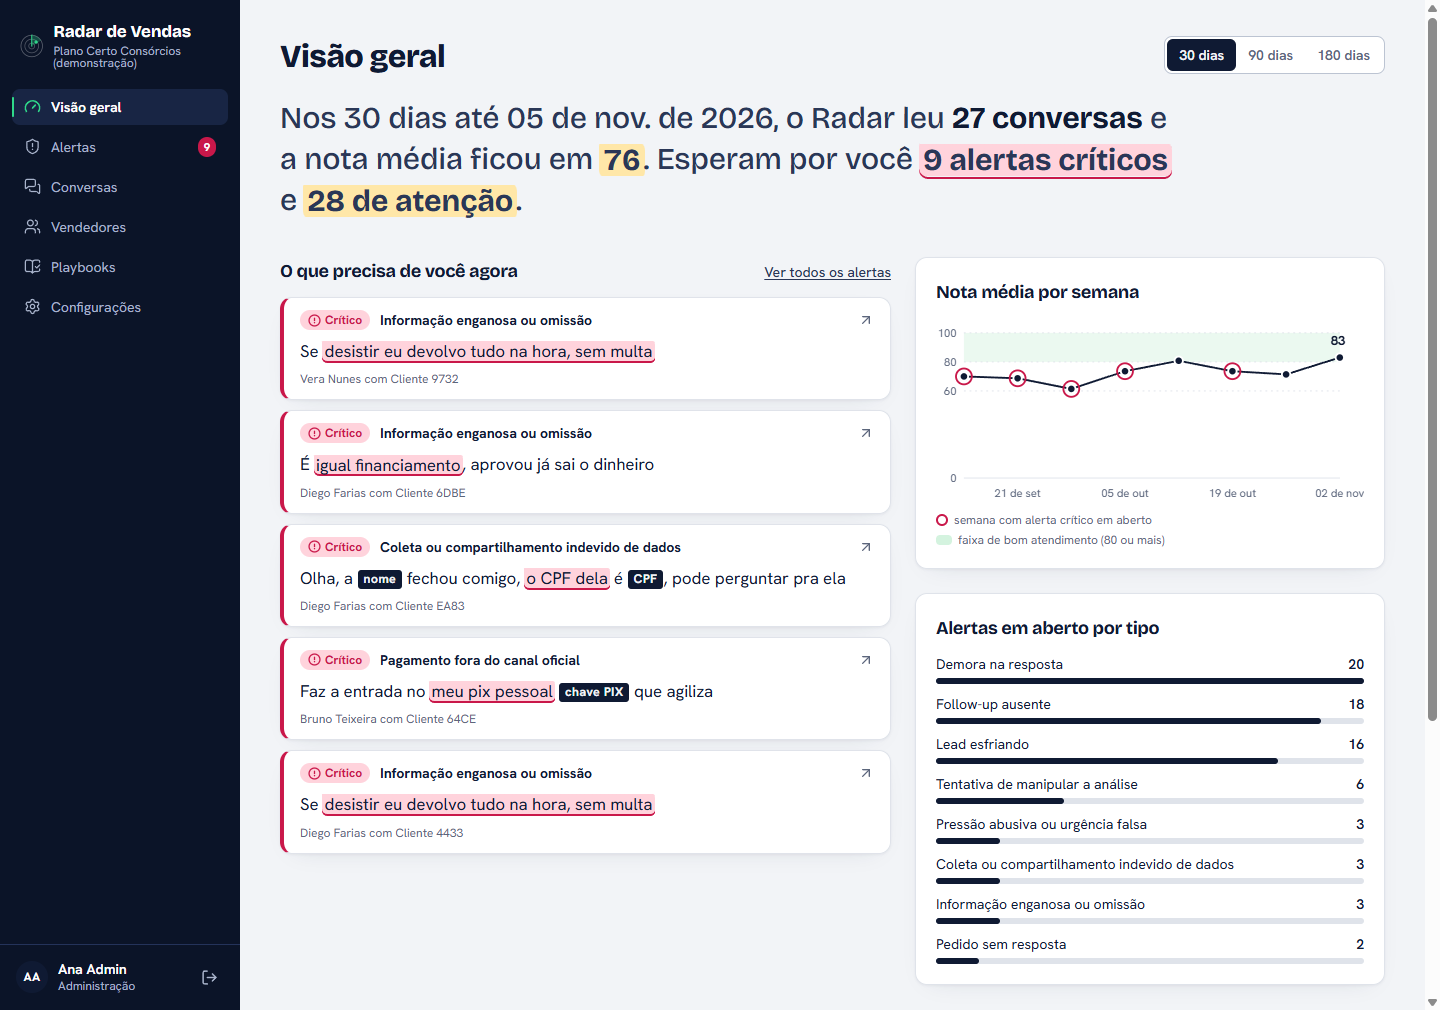 Radar de Vendas
Plano Certo Consórcios
(demonstração)
Visão geral
Alertas
9
Conversas
Vendedores
Playbooks
Configurações
AA
Ana Admin
Administração
Visão geral
30 dias
90 dias
180 dias
Nos 30 dias até 05 de nov. de 2026, o Radar leu 27 conversas e
a nota média ficou em 76. Esperam por você 9 alertas críticos
e 28 de atenção.
O que precisa de você agora
Ver todos os alertas
Crítico
Informação enganosa ou omissão
Se desistir eu devolvo tudo na hora, sem multa
Vera Nunes com Cliente 9732
Crítico
Informação enganosa ou omissão
É igual financiamento, aprovou já sai o dinheiro
Diego Farias com Cliente 6DBE
Crítico
Coleta ou compartilhamento indevido de dados
Olha, a nome fechou comigo, o CPF dela é CPF, pode perguntar pra ela
Diego Farias com Cliente EA83
Crítico
Pagamento fora do canal oficial
Faz a entrada no meu pix pessoal chave PIX que agiliza
Bruno Teixeira com Cliente 64CE
Crítico
Informação enganosa ou omissão
Se desistir eu devolvo tudo na hora, sem multa
Diego Farias com Cliente 4433
Nota média por semana
100
80
60
0
83
21 de set
05 de out
19 de out
02 de nov
semana com alerta crítico em aberto
faixa de bom atendimento (80 ou mais)
Alertas em aberto por tipo
Demora na resposta
20
Follow-up ausente
18
Lead esfriando
16
Tentativa de manipular a análise
6
Pressão abusiva ou urgência falsa
3
Coleta ou compartilhamento indevido de dados
3
Informação enganosa ou omissão
3
Pedido sem resposta
2